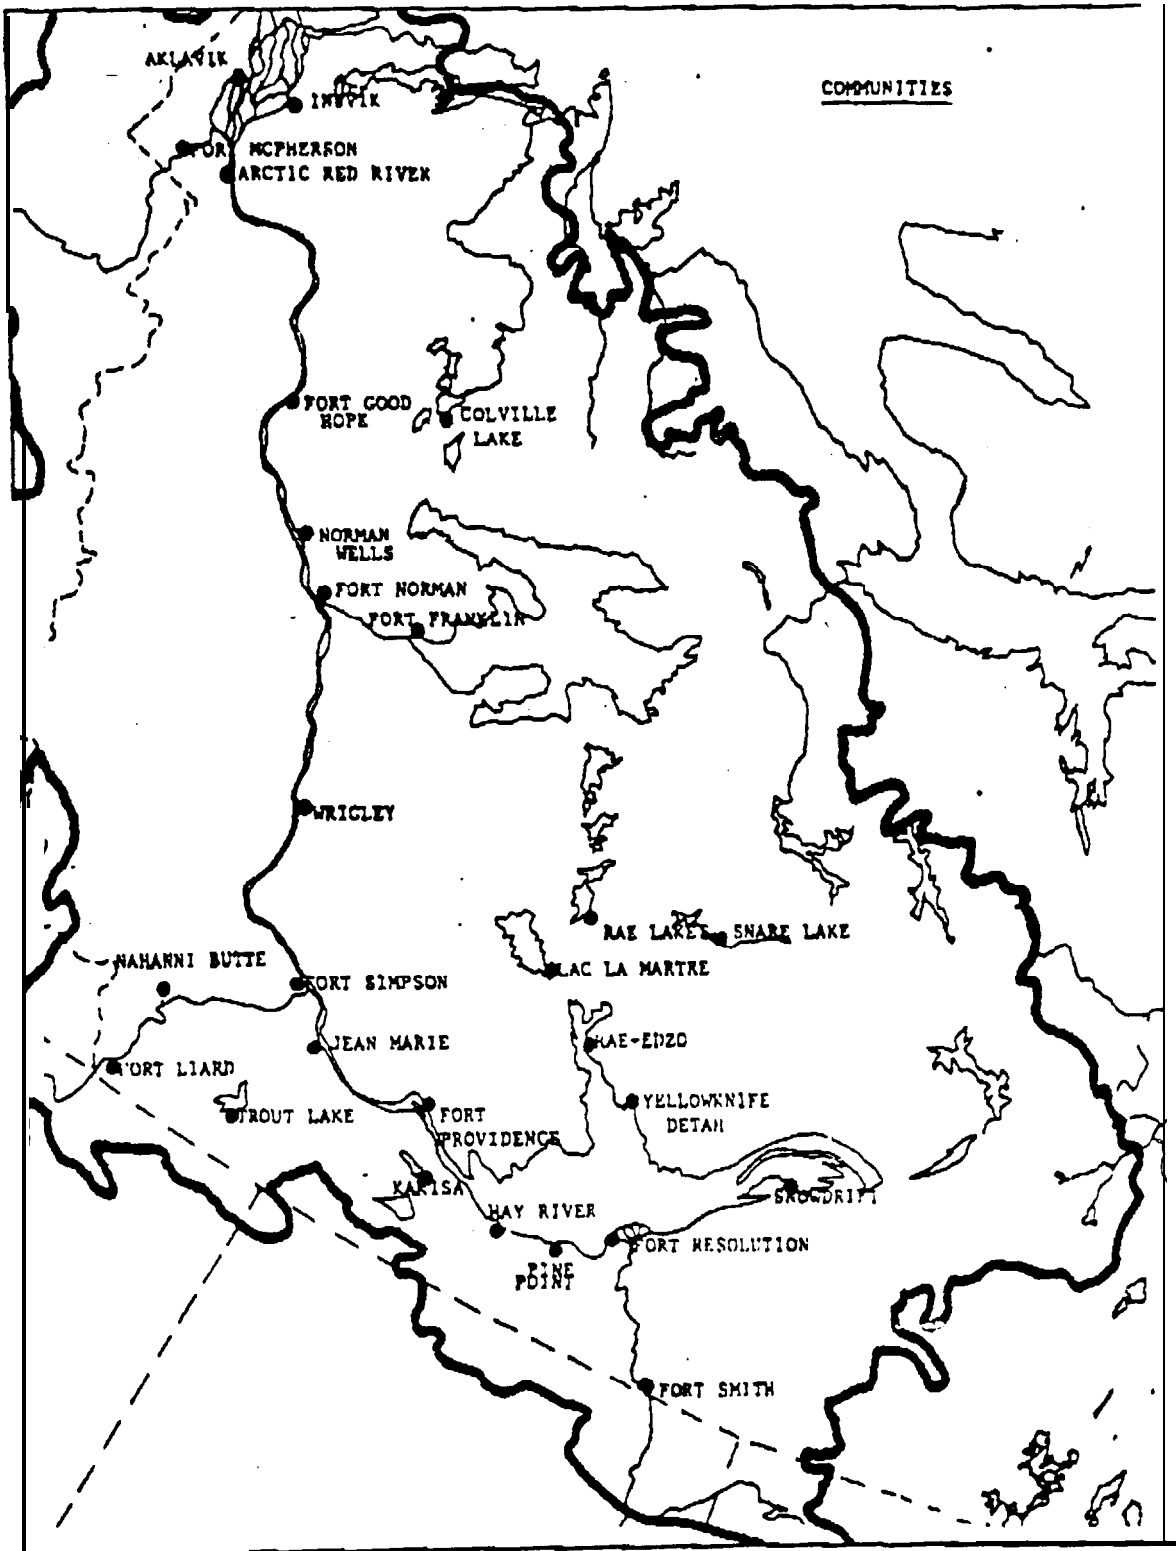 COMMUNITIES
AKLAVIK
INUVIK
FORT MCPHERSON
ARCTIC RED RIVER
FORT GOOD
HOPE
COLVILLE
LAKE
NORMAN
WELLS
FORT NORMAN
FORT FRANKLIN
WRIGLEY
RAE LAKES
SNARE LAKE
LAC LA MARTRE
NAHANNI BUTTE
FORT SIMPSON
JEAN MARIE
RAE-EDZO
FORT LIARD
TROUT LAKE
FORT
PROVIDENCE
YELLOWKNIFE
DETAH
KAKISA
SNOWDRIFT
HAY RIVER
FORT RESOLUTION
PINE
POINT
FORT SMITH